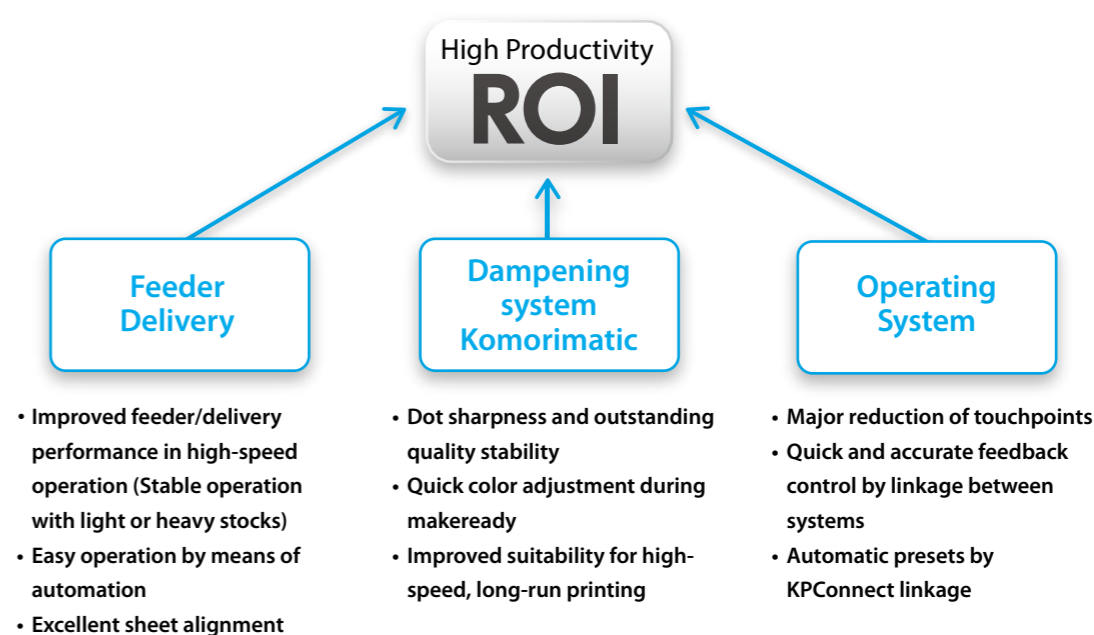 High Productivity
ROI
Feeder
Delivery
Dampening
system
Komorimatic
Operating
System
• Improved feeder/delivery
performance in high-speed
operation (Stable operation
with light or heavy stocks)
• Easy operation by means of
automation
• Excellent sheet alignment
• Dot sharpness and outstanding
quality stability
• Quick color adjustment during
makeready
• Improved suitability for high-
speed, long-run printing
• Major reduction of touchpoints
• Quick and accurate feedback
control by linkage between
systems
• Automatic presets by
KPConnect linkage